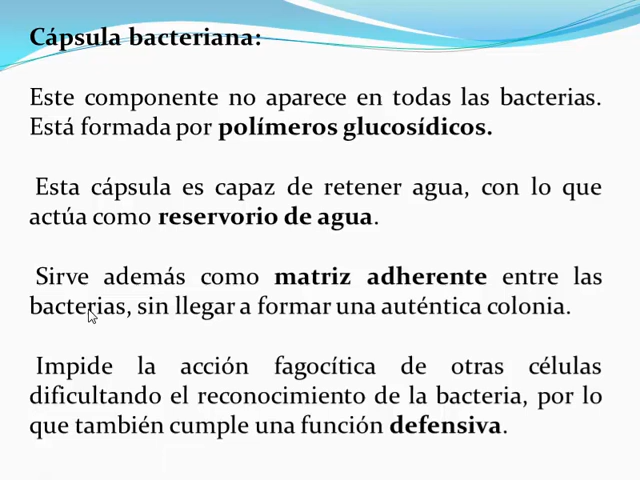 Cápsula bacteriana:
Este componente no aparece en todas las bacterias.
Está formada por polímeros glucosídicos.
Esta cápsula es capaz de retener agua, con lo que
actúa como reservorio de agua.
Sirve además como matriz adherente entre las
bacterias, sin llegar a formar una auténtica colonia.
Impide la acción fagocítica de otras células
dificultando el reconocimiento de la bacteria, por lo
que también cumple una función defensiva.